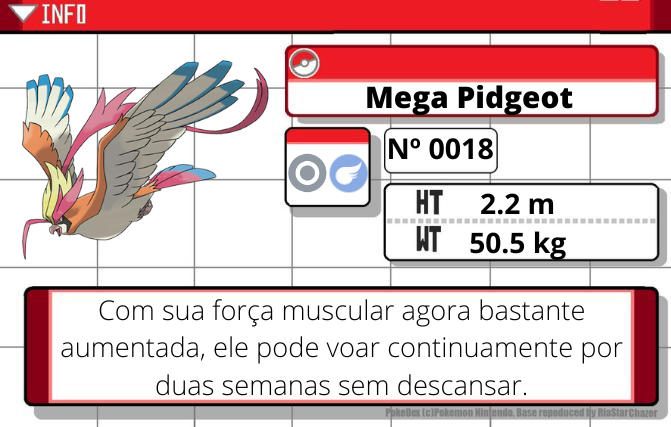 INFO
Mega Pidgeot
Nº 0018
HT 2.2 m
WT 50.5 kg
Com sua força muscular agora bastante
aumentada, ele pode voar continuamente por
duas semanas sem descansar.
PokeDex (c)Pokemon Nintendo. Base repoduced by RiaStarChazer